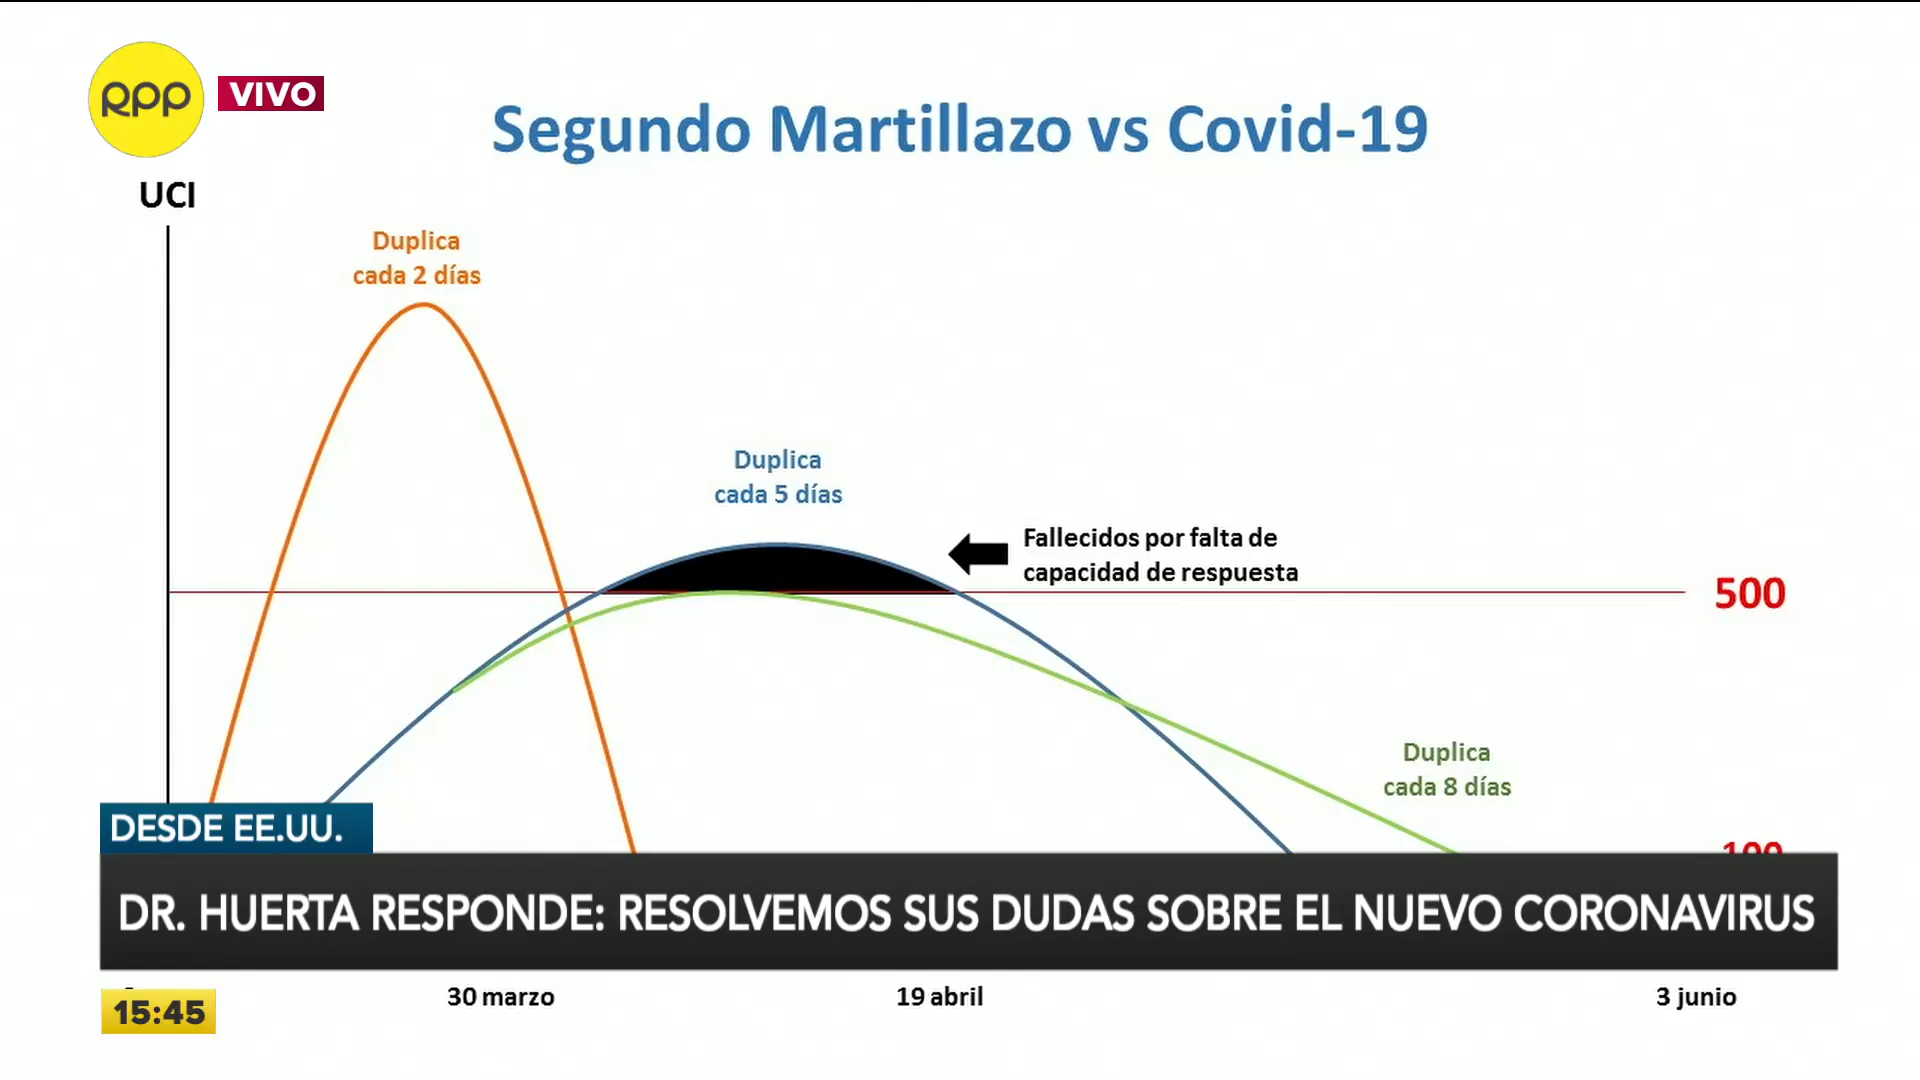 RPP
VIVO
Segundo Martillazo vs Covid-19
UCI
Duplica
cada 2 días
Duplica
cada 5 días
Fallecidos por falta de
capacidad de respuesta
500
Duplica
cada 8 días
100
DESDE EE.UU.
DR. HUERTA RESPONDE: RESOLVEMOS SUS DUDAS SOBRE EL NUEVO CORONAVIRUS
30 marzo
19 abril
3 junio
15:45